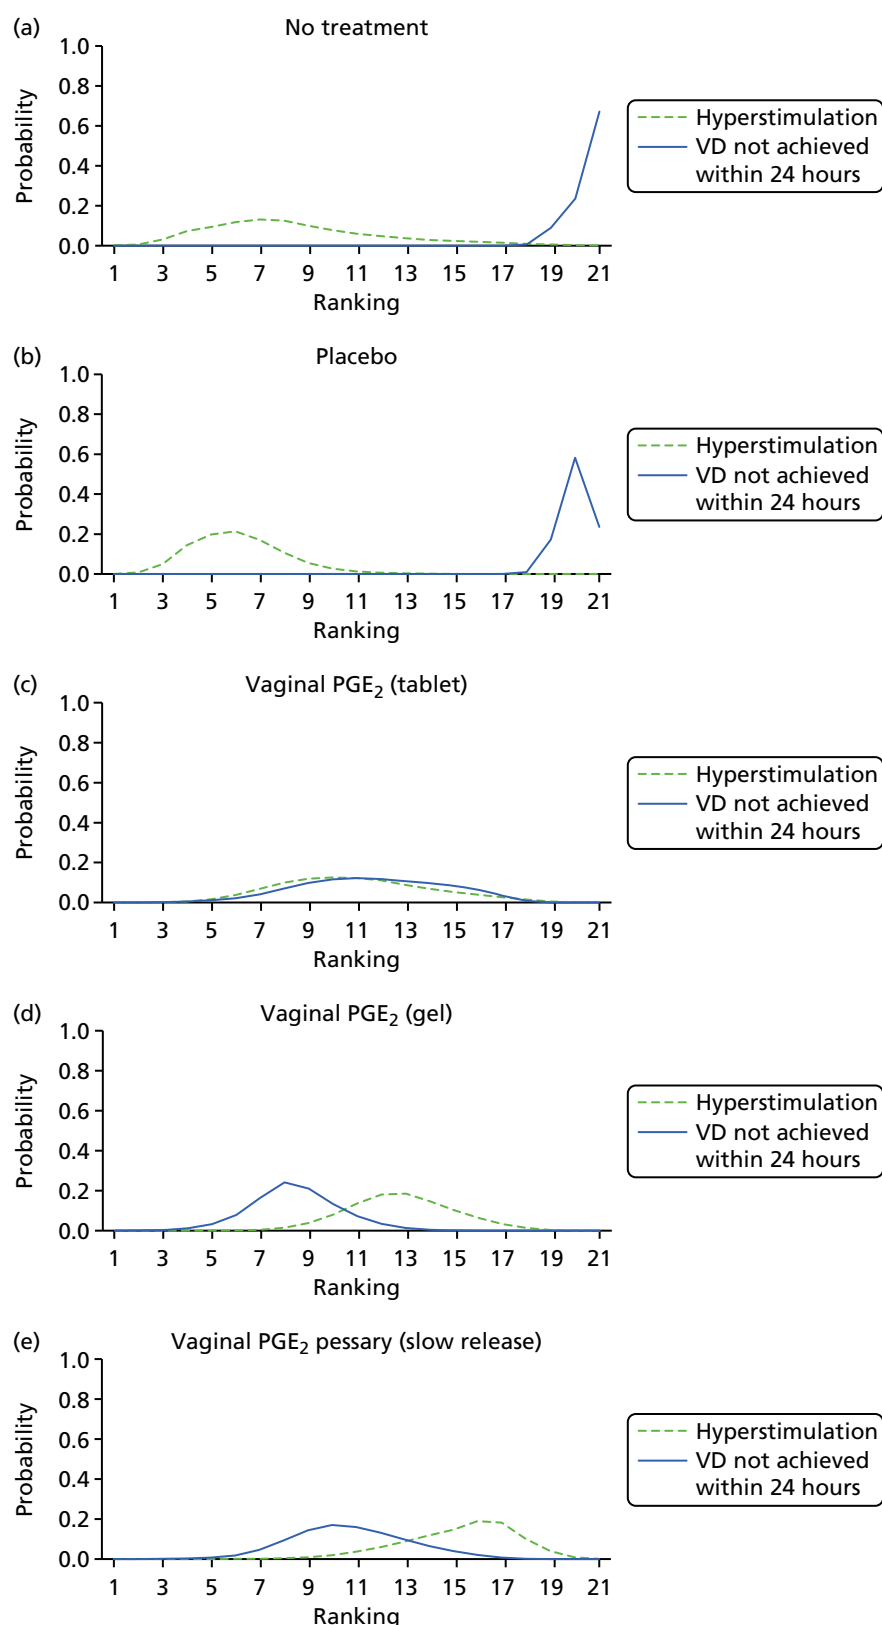 (a) No treatment
1.0
0.8
0.6
0.4
0.2
0.0
Probability
1 3 5 7 9 11 13 15 17 19 21
Ranking
Hyperstimulation
VD not achieved
within 24 hours
(b) Placebo
1.0
0.8
0.6
0.4
0.2
0.0
Probability
1 3 5 7 9 11 13 15 17 19 21
Ranking
Hyperstimulation
VD not achieved
within 24 hours
(c) Vaginal PGE₂ (tablet)
1.0
0.8
0.6
0.4
0.2
0.0
Probability
1 3 5 7 9 11 13 15 17 19 21
Ranking
Hyperstimulation
VD not achieved
within 24 hours
(d) Vaginal PGE₂ (gel)
1.0
0.8
0.6
0.4
0.2
0.0
Probability
1 3 5 7 9 11 13 15 17 19 21
Ranking
Hyperstimulation
VD not achieved
within 24 hours
(e) Vaginal PGE₂ pessary (slow release)
1.0
0.8
0.6
0.4
0.2
0.0
Probability
1 3 5 7 9 11 13 15 17 19 21
Ranking
Hyperstimulation
VD not achieved
within 24 hours